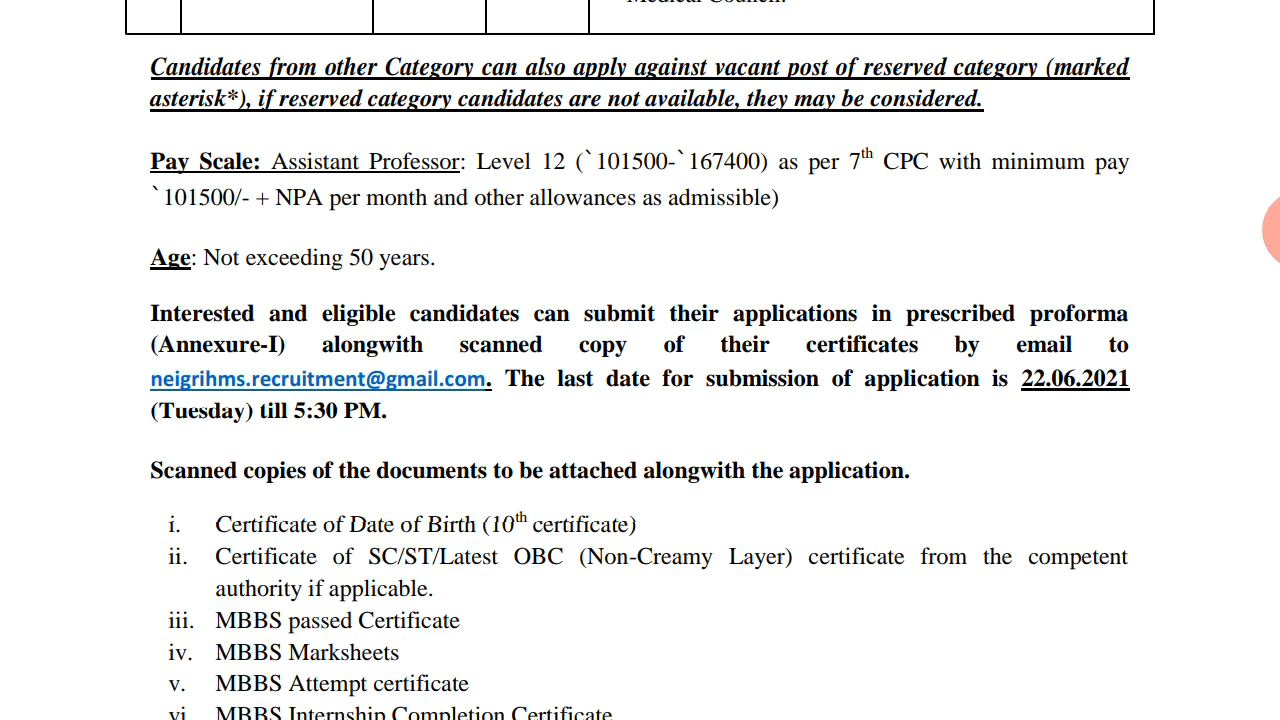 Medical Council.
Candidates from other Category can also apply against vacant post of reserved category (marked
asterisk*), if reserved category candidates are not available, they may be considered.
Pay Scale: Assistant Professor: Level 12 (`101500-`167400) as per 7th CPC with minimum pay
`101500/- + NPA per month and other allowances as admissible)
Age: Not exceeding 50 years.
Interested and eligible candidates can submit their applications in prescribed proforma
(Annexure-I) alongwith scanned copy of their certificates by email to
neigrihms.recruitment@gmail.com. The last date for submission of application is 22.06.2021
(Tuesday) till 5:30 PM.
Scanned copies of the documents to be attached alongwith the application.
i. Certificate of Date of Birth (10th certificate)
ii. Certificate of SC/ST/Latest OBC (Non-Creamy Layer) certificate from the competent
authority if applicable.
iii. MBBS passed Certificate
iv. MBBS Marksheets
v. MBBS Attempt certificate
vi. MBBS Internship Completion Certificate